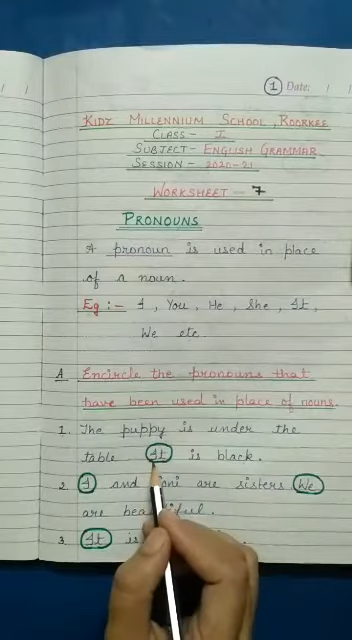 1 Date: / /
KIDZ MILLENNIUM SCHOOL, ROORKEE
CLASS - I
SUBJECT - ENGLISH GRAMMAR
SESSION - 2020-21
WORKSHEET - 7
PRONOUNS
A pronoun is used in place
of a noun.
Eg :- I, You, He, She, It,
We etc.
A Encircle the pronouns that
have been used in place of nouns.
1. The puppy is under the
table. It is black.
2. I and are sisters. We
are
3. It is